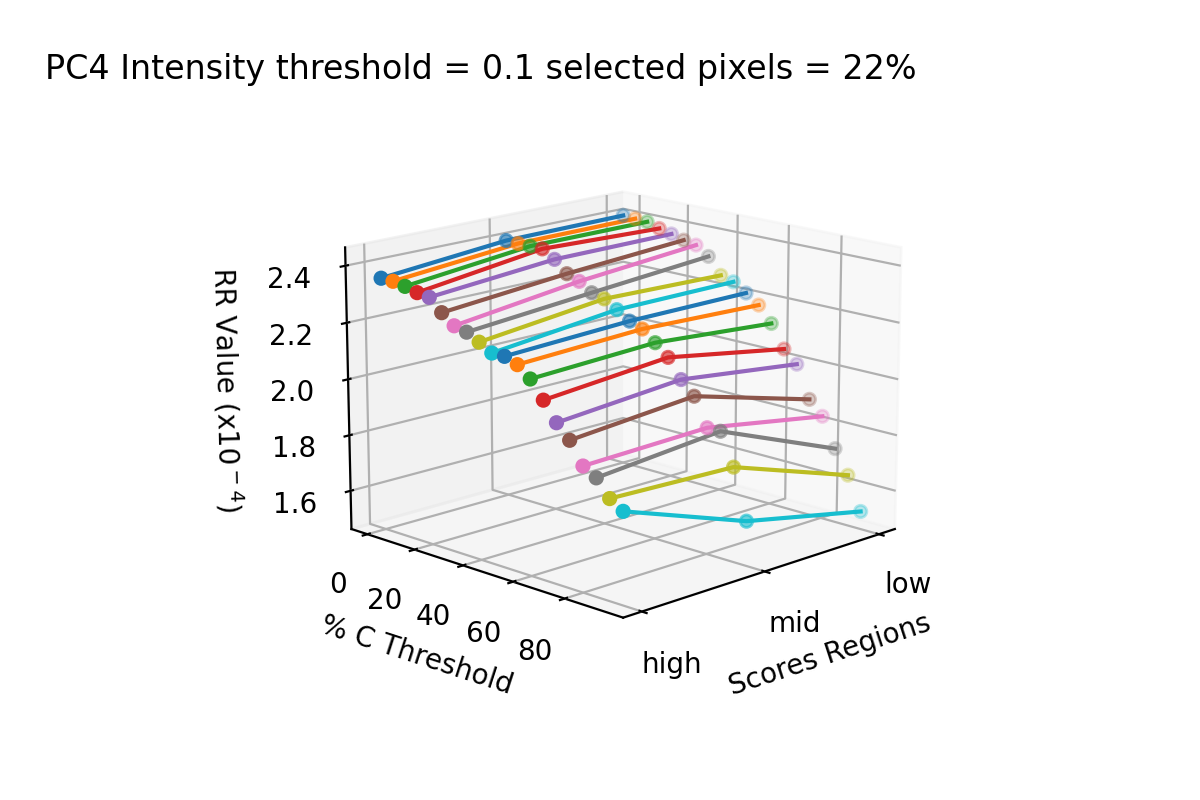 PC4 Intensity threshold = 0.1 selected pixels = 22%
RR Value (x10⁻⁴)
2.4
2.2
2.0
1.8
1.6
0
20
40
60
80
% C Threshold
high
mid
low
Scores Regions